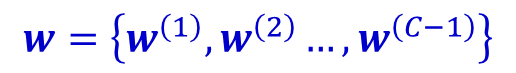 w = {w^(1), w^(2) …, w^(C−1)}